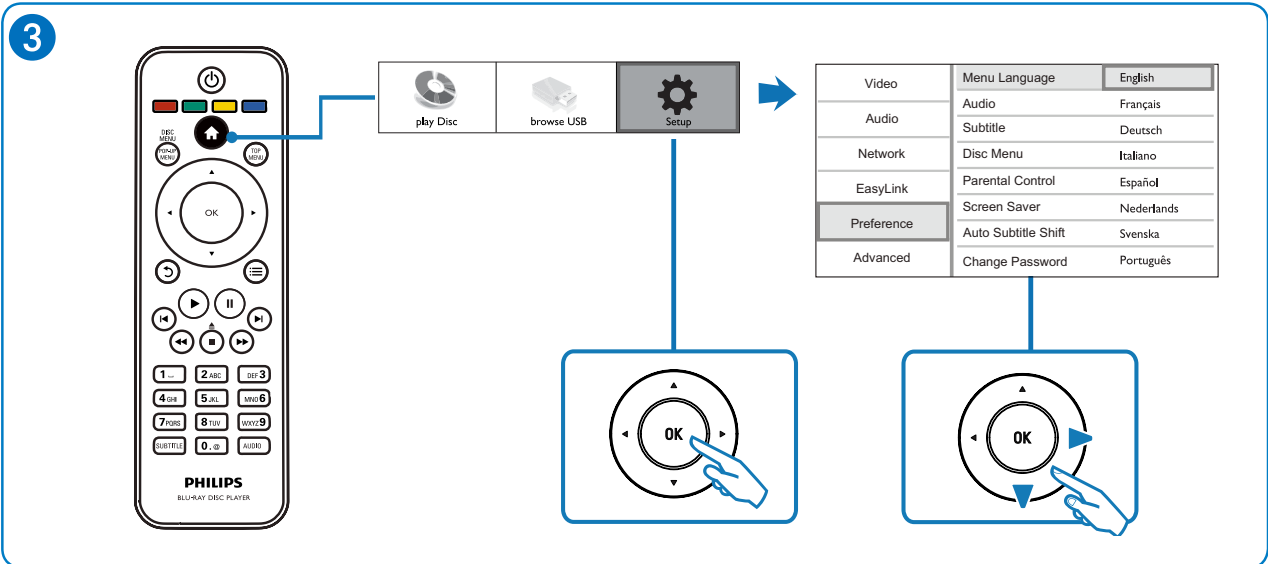 3
DISC
MENU
POP-UP
MENU
TOP
MENU
OK
1
2 ABC
DEF 3
4 GHI
5 JKL
MNO 6
7 PQRS
8 TUV
WXYZ 9
SUBTITLE
0 . @
AUDIO
PHILIPS
BLU-RAY DISC PLAYER
play Disc
browse USB
Setup
Video
Audio
Network
EasyLink
Preference
Advanced
Menu Language
Audio
Subtitle
Disc Menu
Parental Control
Screen Saver
Auto Subtitle Shift
Change Password
English
Français
Deutsch
Italiano
Español
Nederlands
Svenska
Português
OK
OK